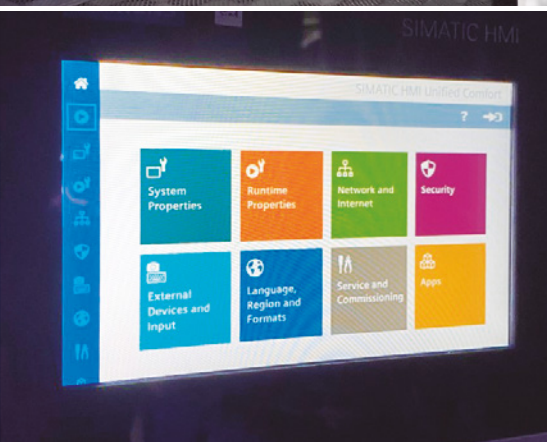 SIMATIC HMI
SIMATIC HMI Unified Comfort
?
System
Properties
Runtime
Properties
Network and
Internet
Security
External
Devices and
Input
Language,
Region and
Formats
Service and
Commissioning
Apps